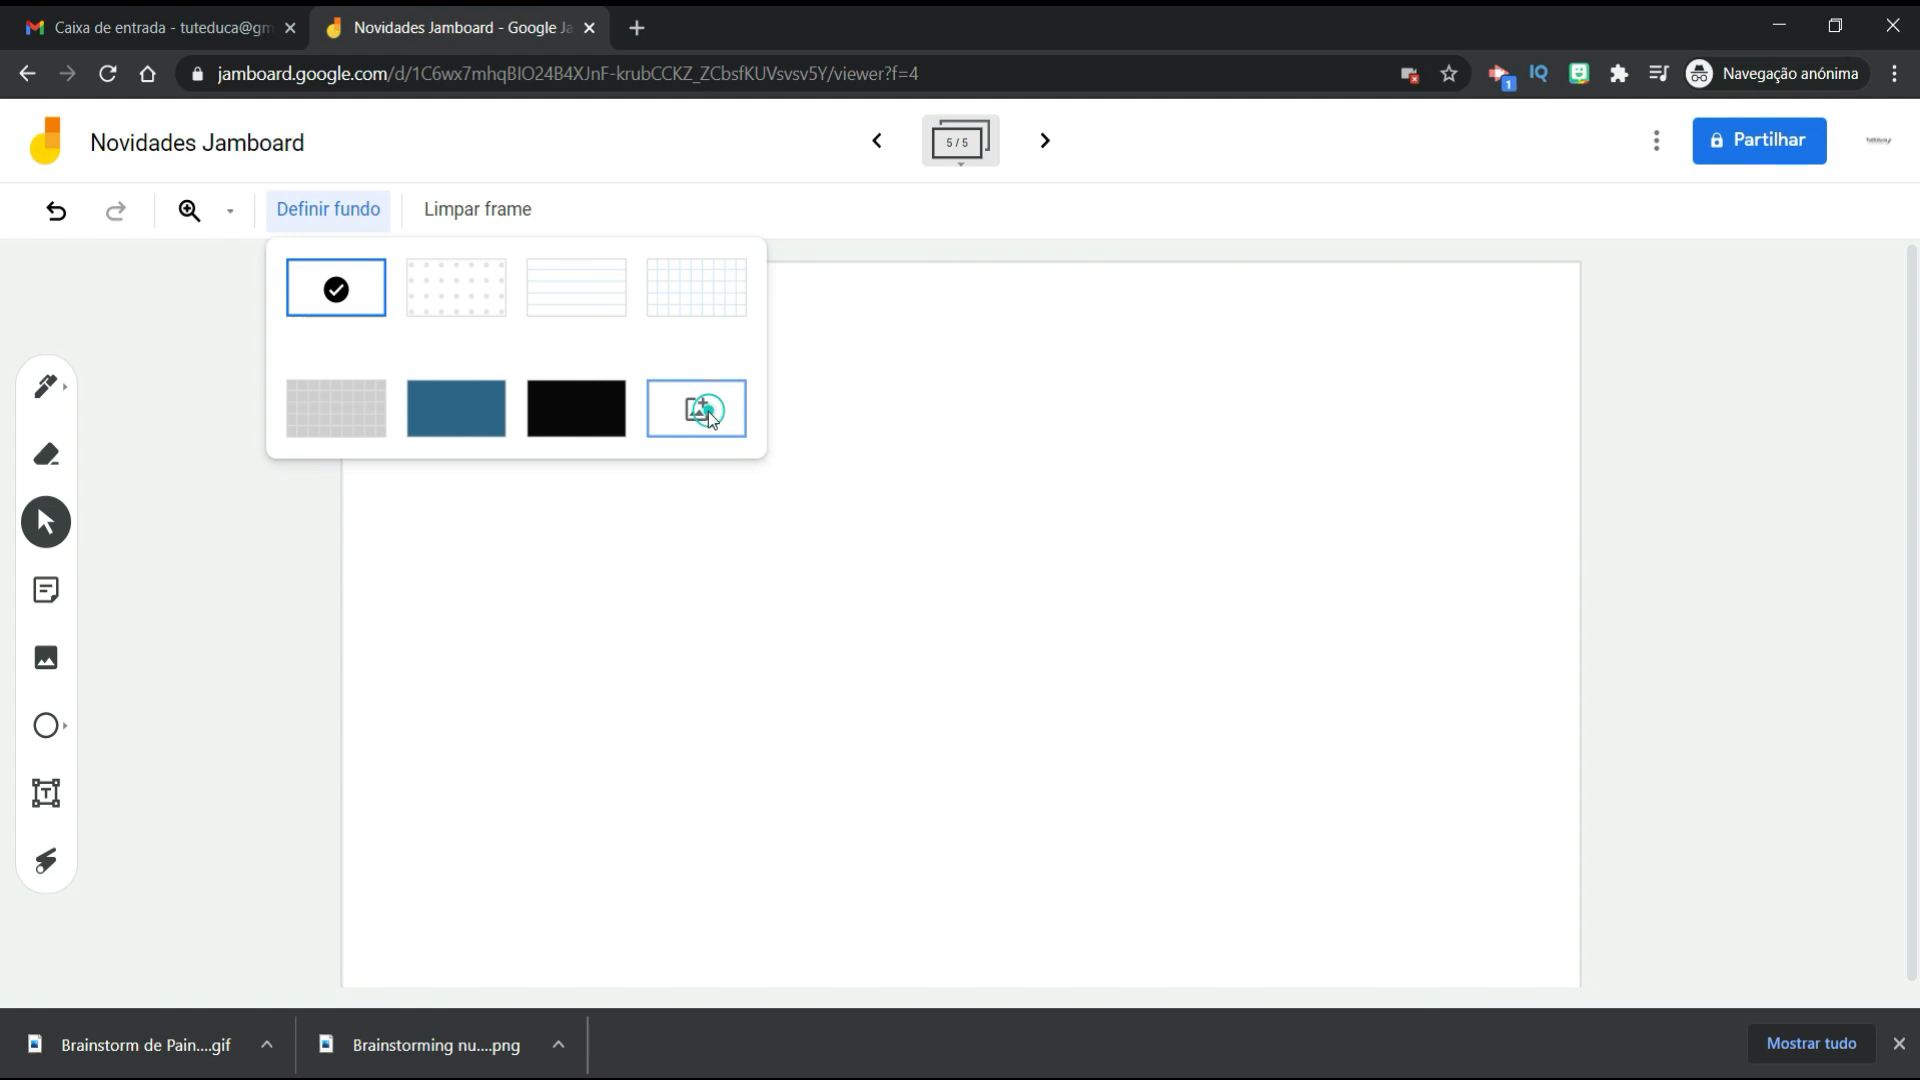 Caixa de entrada - tuteduca@gm
Novidades Jamboard - Google Ja
jamboard.google.com/d/1C6wx7mhqBIO24B4XJnF-krubCCKZ_ZCbsfKUVsvsv5Y/viewer?f=4
1
IQ
Navegação anónima
Novidades Jamboard
5 / 5
Partilhar
Definir fundo
Limpar frame
Brainstorm de Pain....gif
Brainstorming nu....png
Mostrar tudo